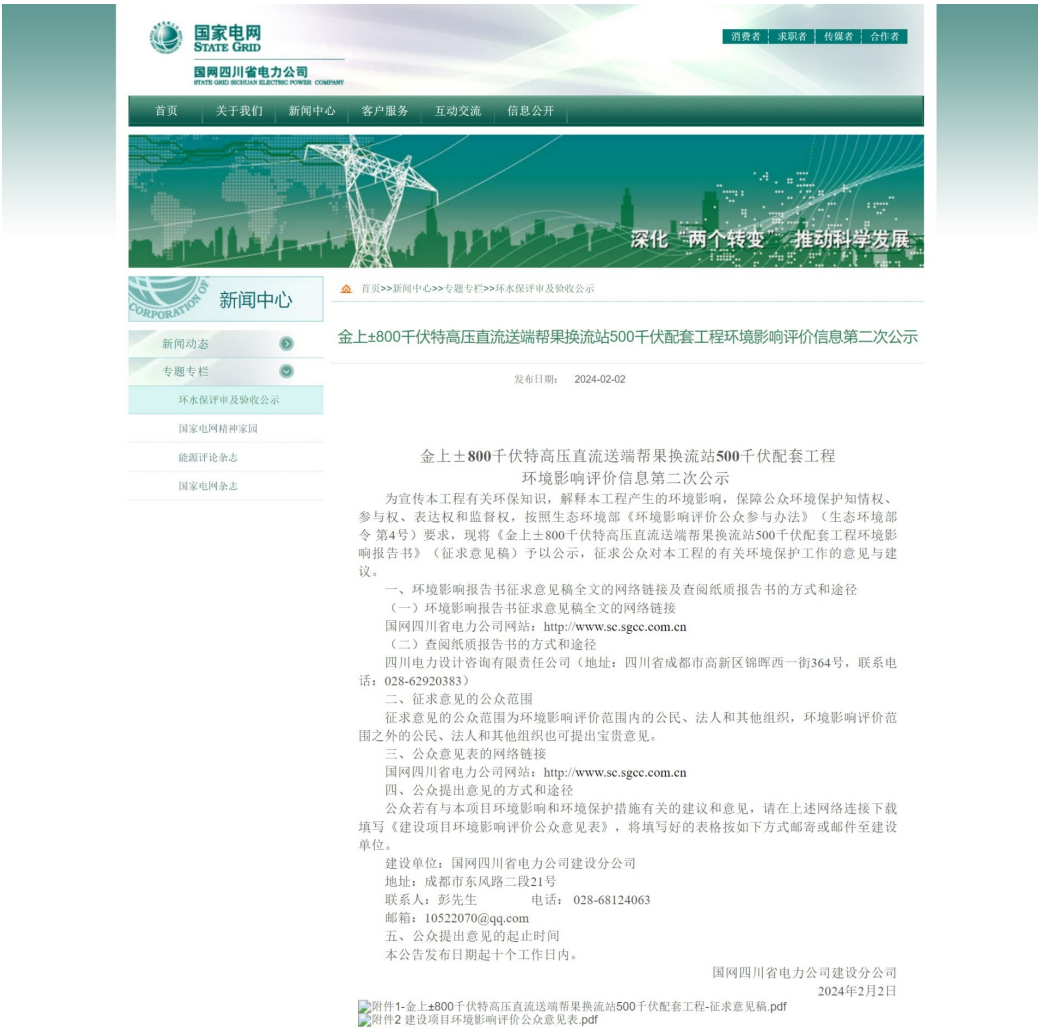 国家电网
STATE GRID
国网四川省电力公司
STATE GRID SICHUAN ELECTRIC POWER COMPANY
消费者 求职者 传媒者 合作者
首页 关于我们 新闻中心 客户服务 互动交流 信息公开
深化“两个转变” 推动科学发展
CORPORATION OF
新闻中心
首页>>新闻中心>>专题专栏>>环水保评审及验收公示
新闻动态
专题专栏
环水保评审及验收公示
国家电网精神家园
能源评论杂志
国家电网杂志
金上±800千伏特高压直流送端帮果换流站500千伏配套工程环境影响评价信息第二次公示
发布日期： 2024-02-02
金上±800千伏特高压直流送端帮果换流站500千伏配套工程
环境影响评价信息第二次公示
为宣传本工程有关环保知识，解释本工程产生的环境影响，保障公众环境保护知情权、
参与权、表达权和监督权，按照生态环境部《环境影响评价公众参与办法》（生态环境部
令 第4号）要求，现将《金上±800千伏特高压直流送端帮果换流站500千伏配套工程环境影
响报告书》（征求意见稿）予以公示，征求公众对本工程的有关环境保护工作的意见与建
议。
一、环境影响报告书征求意见稿全文的网络链接及查阅纸质报告书的方式和途径
（一）环境影响报告书征求意见稿全文的网络链接
国网四川省电力公司网站：http://www.sc.sgcc.com.cn
（二）查阅纸质报告书的方式和途径
四川电力设计咨询有限责任公司（地址：四川省成都市高新区锦晖西一街364号，联系电
话：028-62920383）
二、征求意见的公众范围
征求意见的公众范围为环境影响评价范围内的公民、法人和其他组织，环境影响评价范
围之外的公民、法人和其他组织也可提出宝贵意见。
三、公众意见表的网络链接
国网四川省电力公司网站：http://www.sc.sgcc.com.cn
四、公众提出意见的方式和途径
公众若有与本项目环境影响和环境保护措施有关的建议和意见，请在上述网络连接下载
填写《建设项目环境影响评价公众意见表》，将填写好的表格按如下方式邮寄或邮件至建设
单位。
建设单位：国网四川省电力公司建设分公司
地址：成都市东风路二段21号
联系人：彭先生 电话： 028-68124063
邮箱：10522070@qq.com
五、公众提出意见的起止时间
本公告发布日期起十个工作日内。
国网四川省电力公司建设分公司
2024年2月2日
附件1-金上±800千伏特高压直流送端帮果换流站500千伏配套工程-征求意见稿.pdf
附件2 建设项目环境影响评价公众意见表.pdf